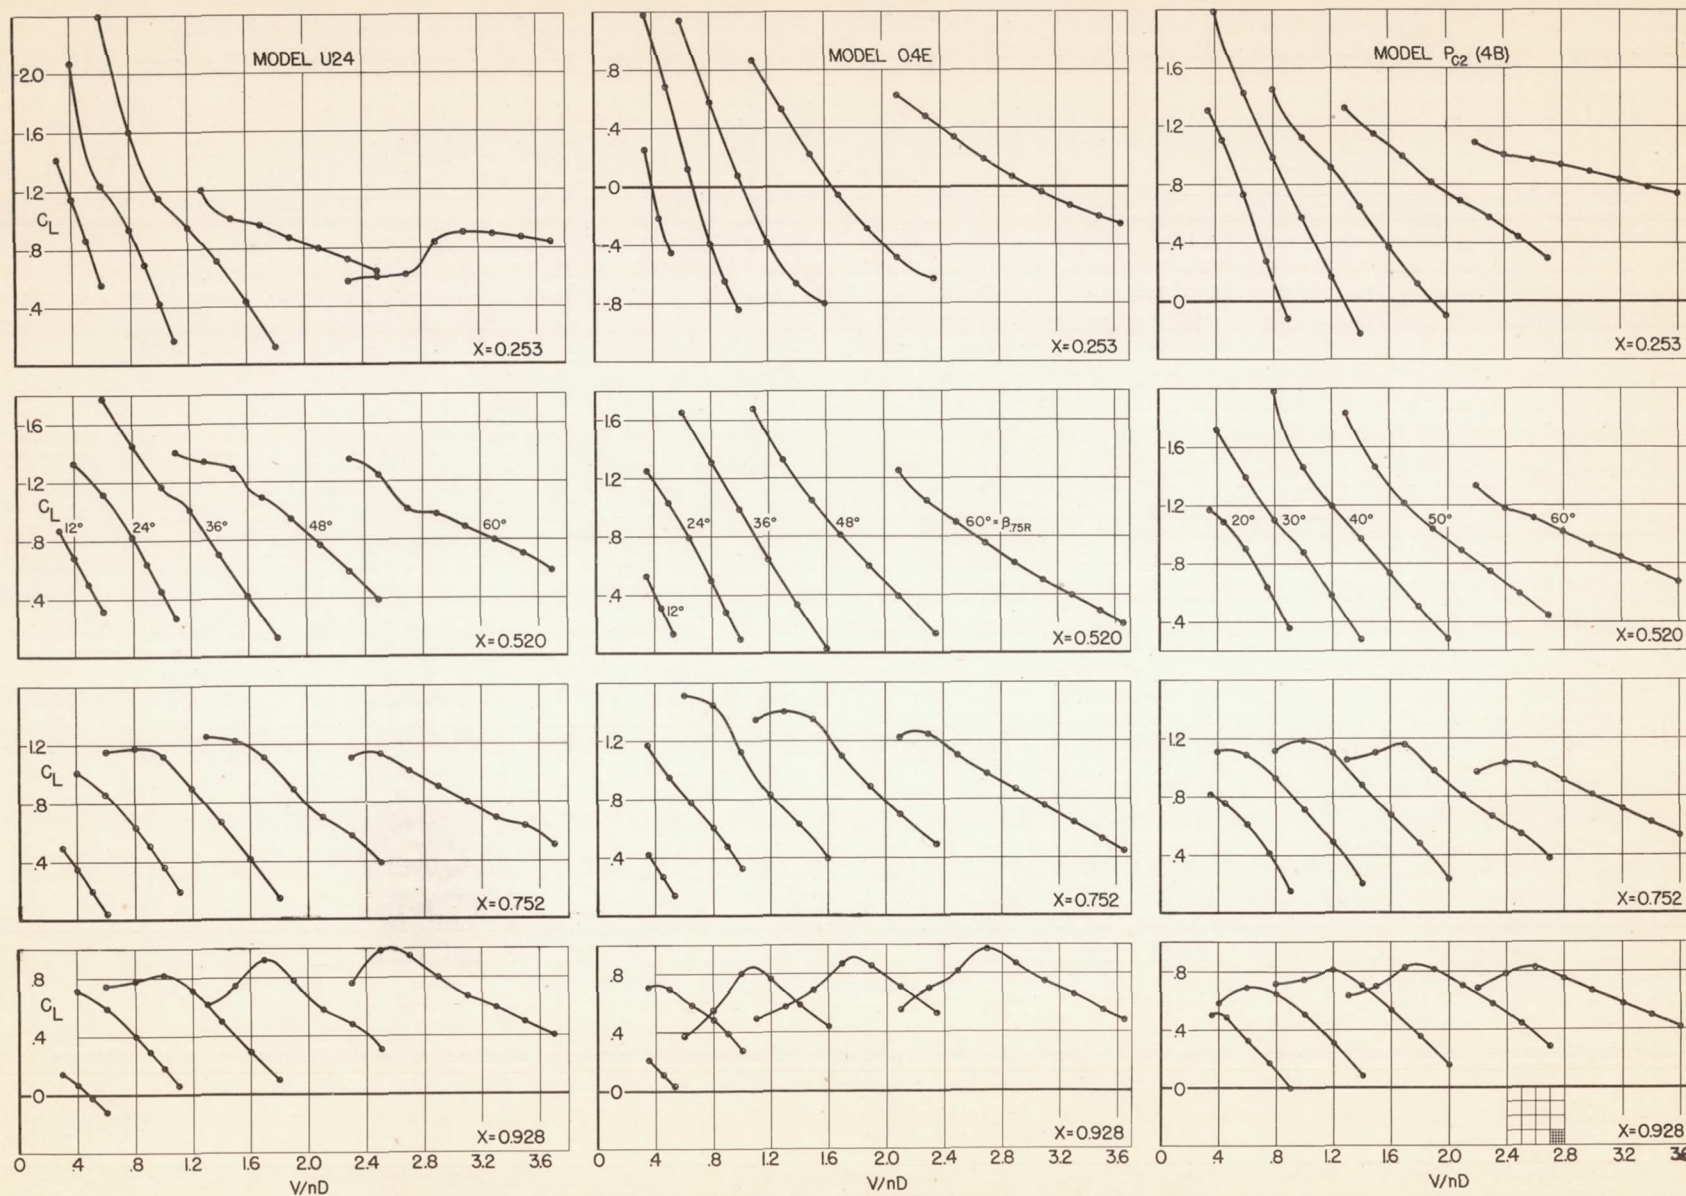 MODEL U24
2.0
1.6
1.2
C_L
.8
.4
X=0.253
MODEL 04E
.8
.4
0
-.4
-.8
X=0.253
MODEL P_C2 (4B)
1.6
1.2
.8
.4
0
X=0.253
1.6
1.2
C_L
12° 24° 36° 48° 60°
.8
.4
X=0.520
1.6
1.2
24° 36° 48° 60°=β.75R
.8
.4
12°
X=0.520
1.6
1.2
20° 30° 40° 50° 60°
.8
.4
X=0.520
1.2
C_L
.8
.4
X=0.752
1.2
.8
.4
X=0.752
1.2
.8
.4
X=0.752
.8
C_L
.4
0
X=0.928
0 .4 .8 1.2 1.6 2.0 2.4 2.8 3.2 3.6
V/nD
.8
.4
0
X=0.928
0 .4 .8 1.2 1.6 2.0 2.4 2.8 3.2 3.6
V/nD
.8
.4
0
X=0.928
0 .4 .8 1.2 1.6 2.0 2.4 2.8 3.2
V/nD